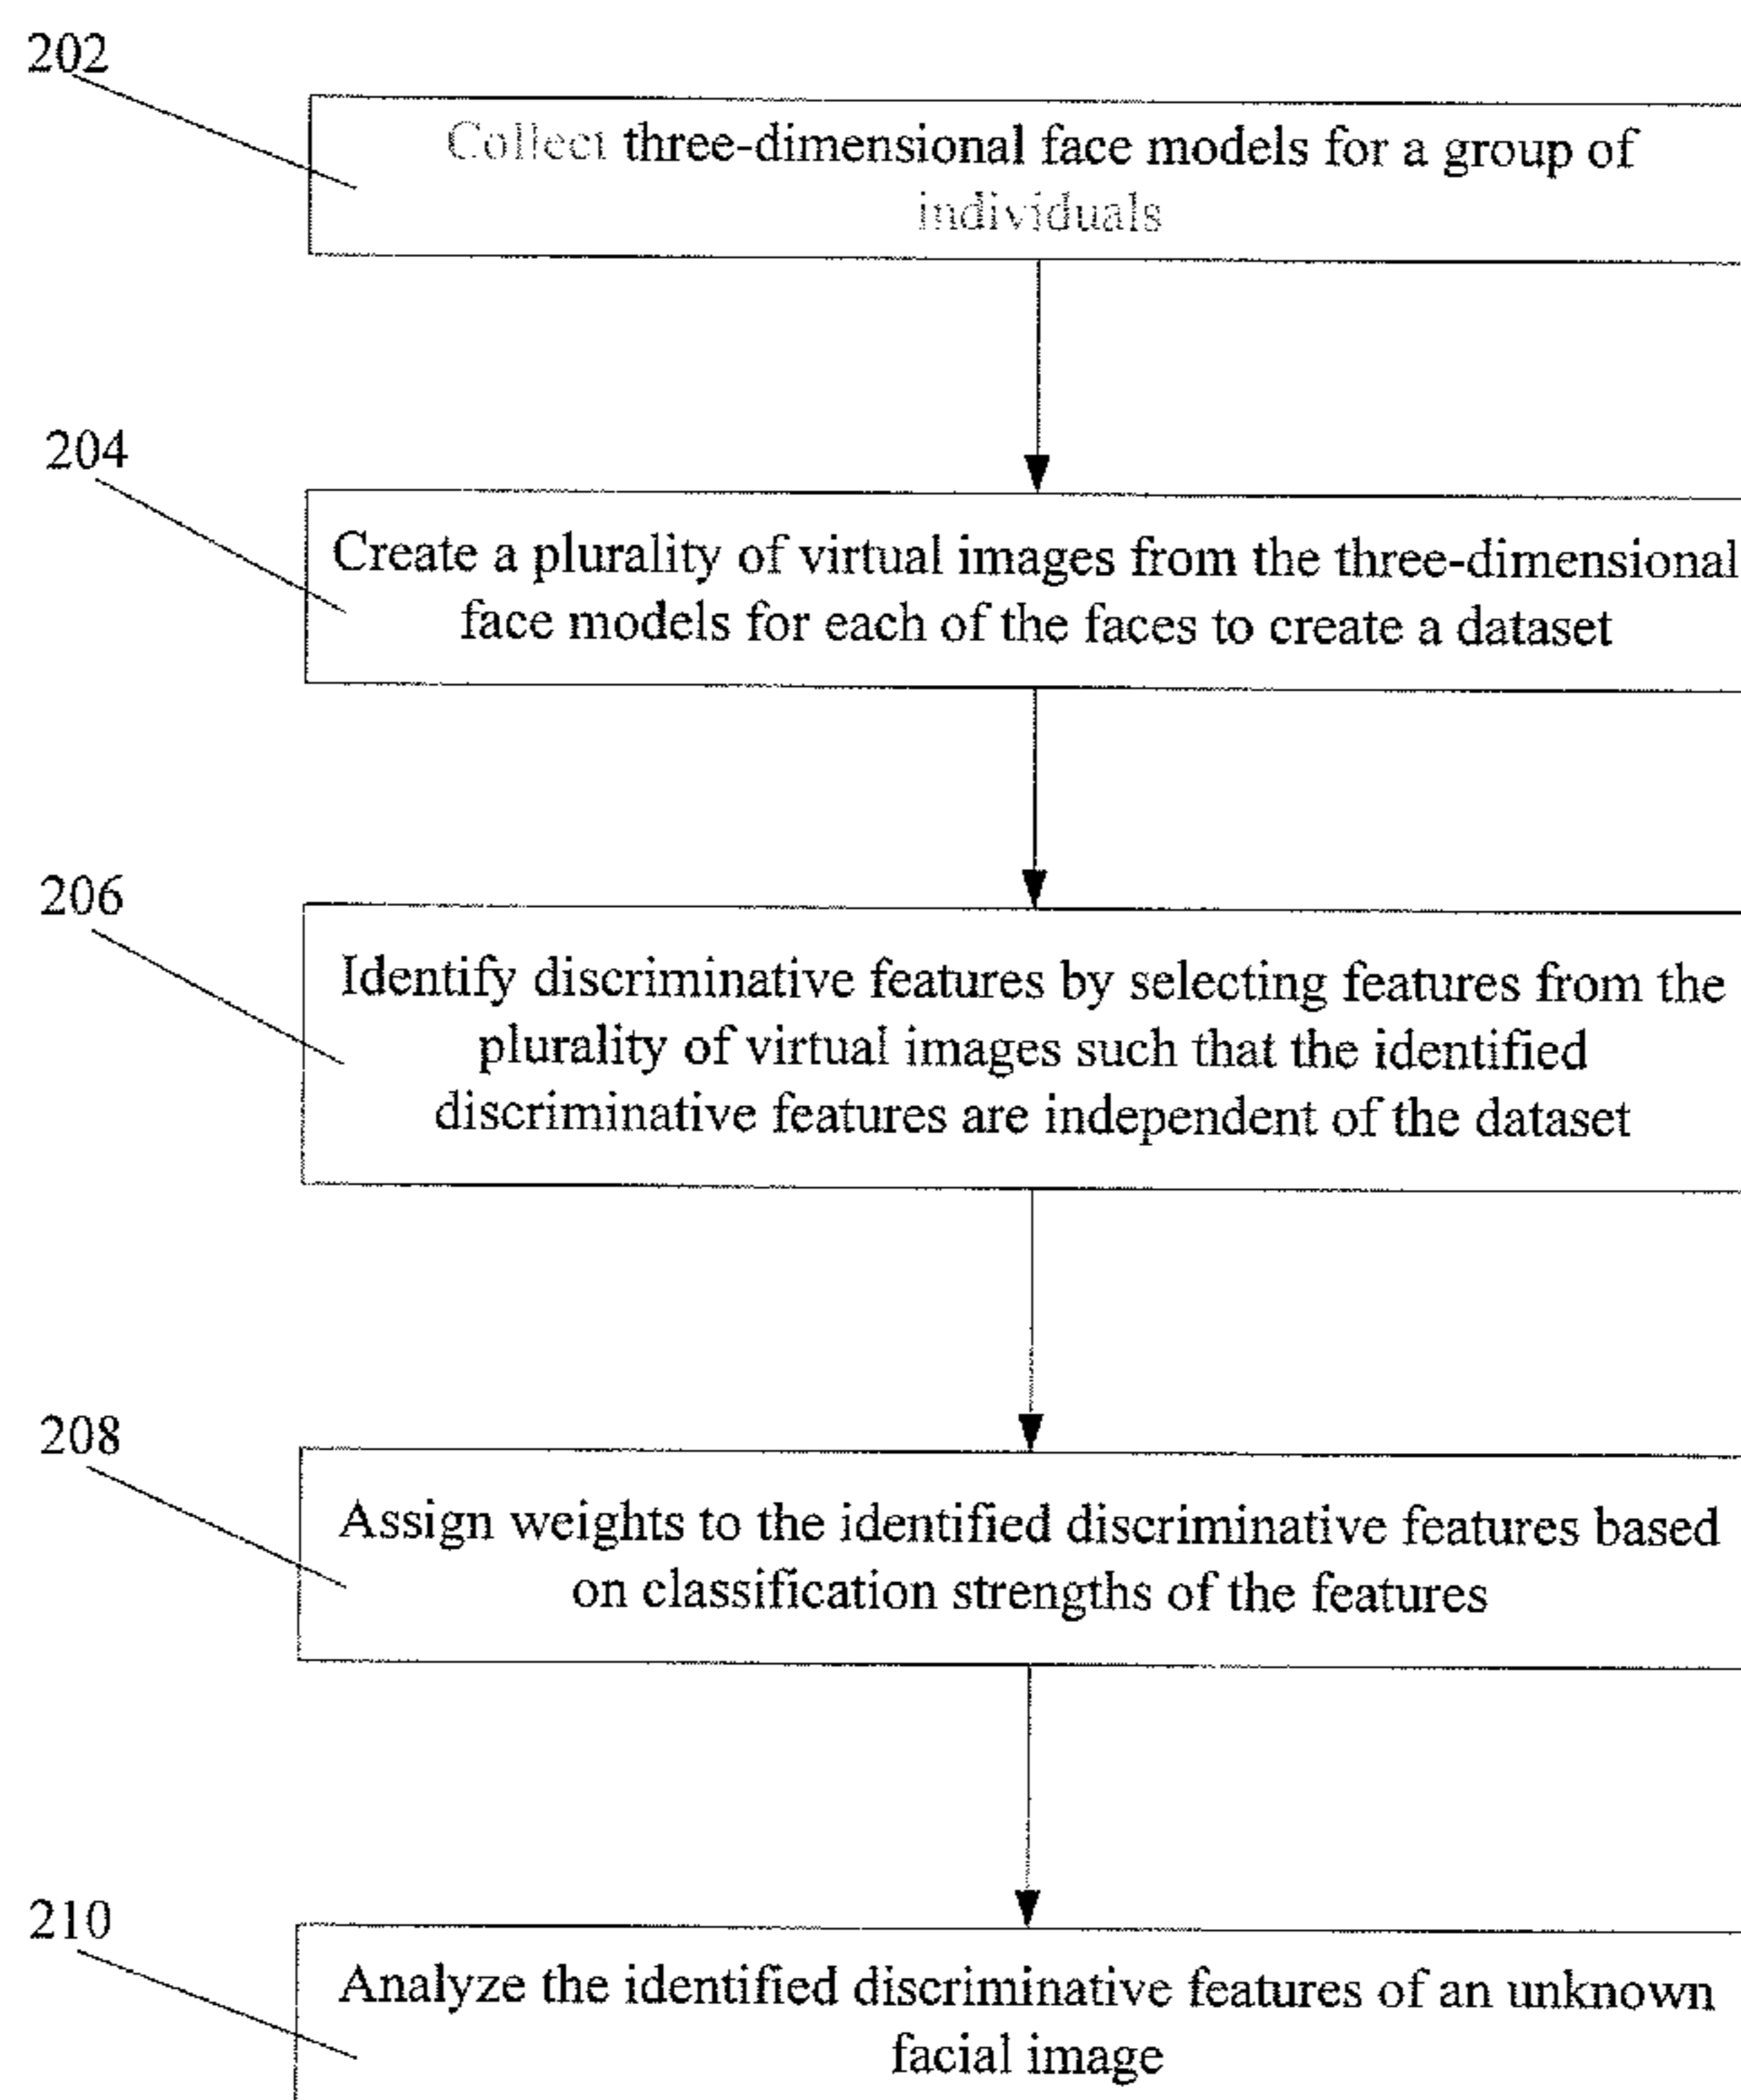 202
Collect three-dimensional face models for a group of
individuals
204
Create a plurality of virtual images from the three-dimensional
face models for each of the faces to create a dataset
206
Identify discriminative features by selecting features from the
plurality of virtual images such that the identified
discriminative features are independent of the dataset
208
Assign weights to the identified discriminative features based
on classification strengths of the features
210
Analyze the identified discriminative features of an unknown
facial image